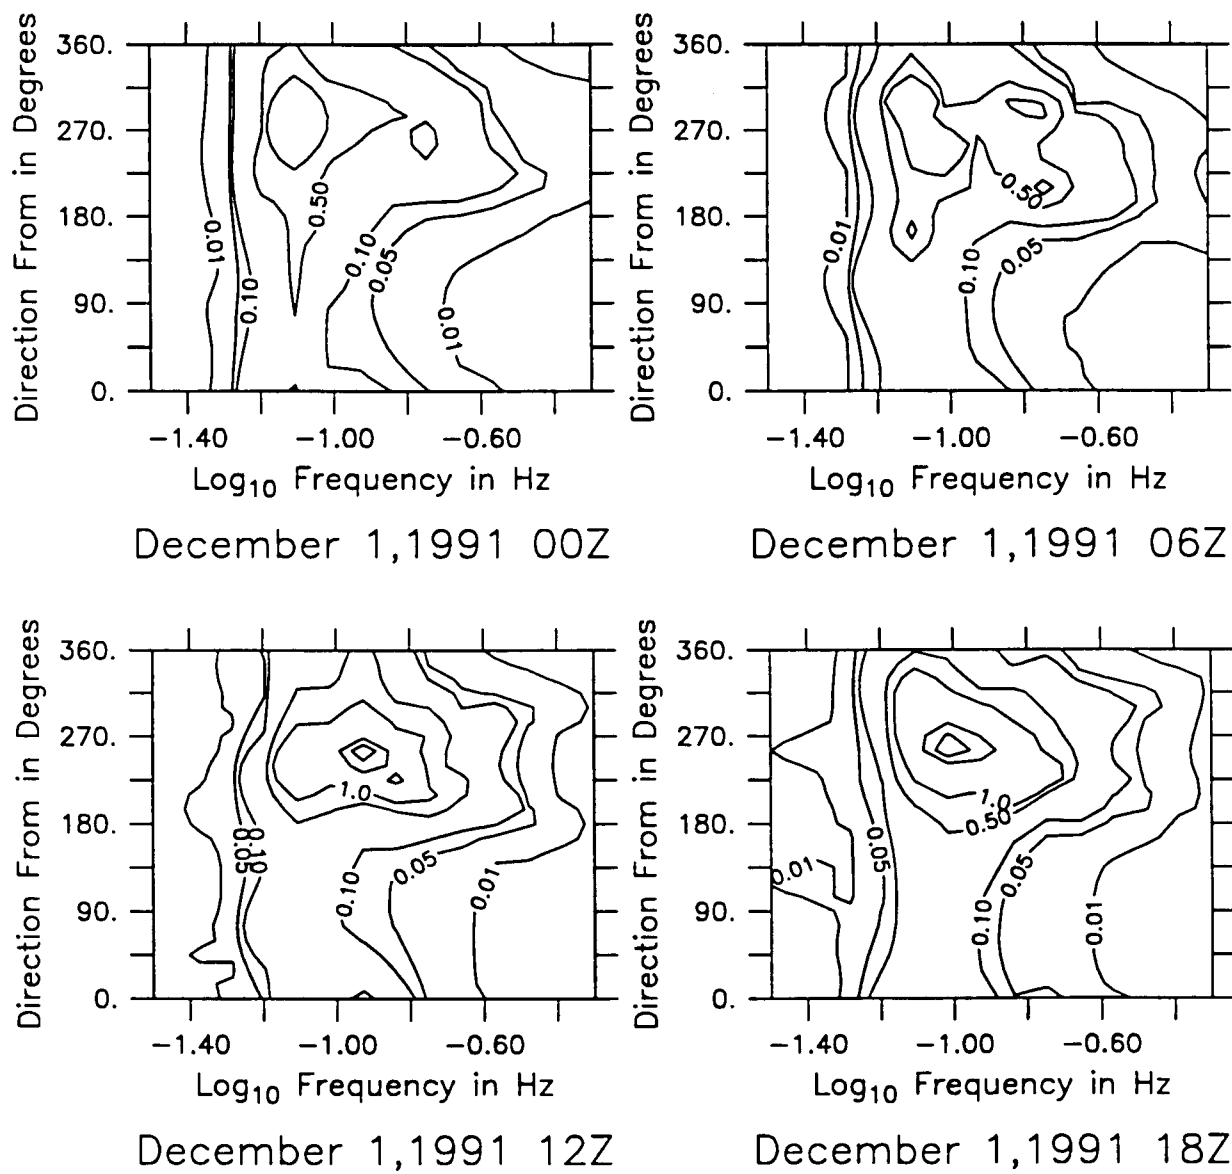 Direction From in Degrees
360.
270.
180.
90.
0.
0.01
0.10
0.50
0.10
0.05
0.01
−1.40 −1.00 −0.60
Log10 Frequency in Hz
December 1,1991 00Z
Direction From in Degrees
360.
270.
180.
90.
0.
0.01
0.50
0.10
0.05
−1.40 −1.00 −0.60
Log10 Frequency in Hz
December 1,1991 06Z
Direction From in Degrees
360.
270.
180.
90.
0.
1.0
0.05
0.10
0.10
0.05
0.01
−1.40 −1.00 −0.60
Log10 Frequency in Hz
December 1,1991 12Z
Direction From in Degrees
360.
270.
180.
90.
0.
0.01
0.05
1.0
0.50
0.10
0.05
0.01
−1.40 −1.00 −0.60
Log10 Frequency in Hz
December 1,1991 18Z